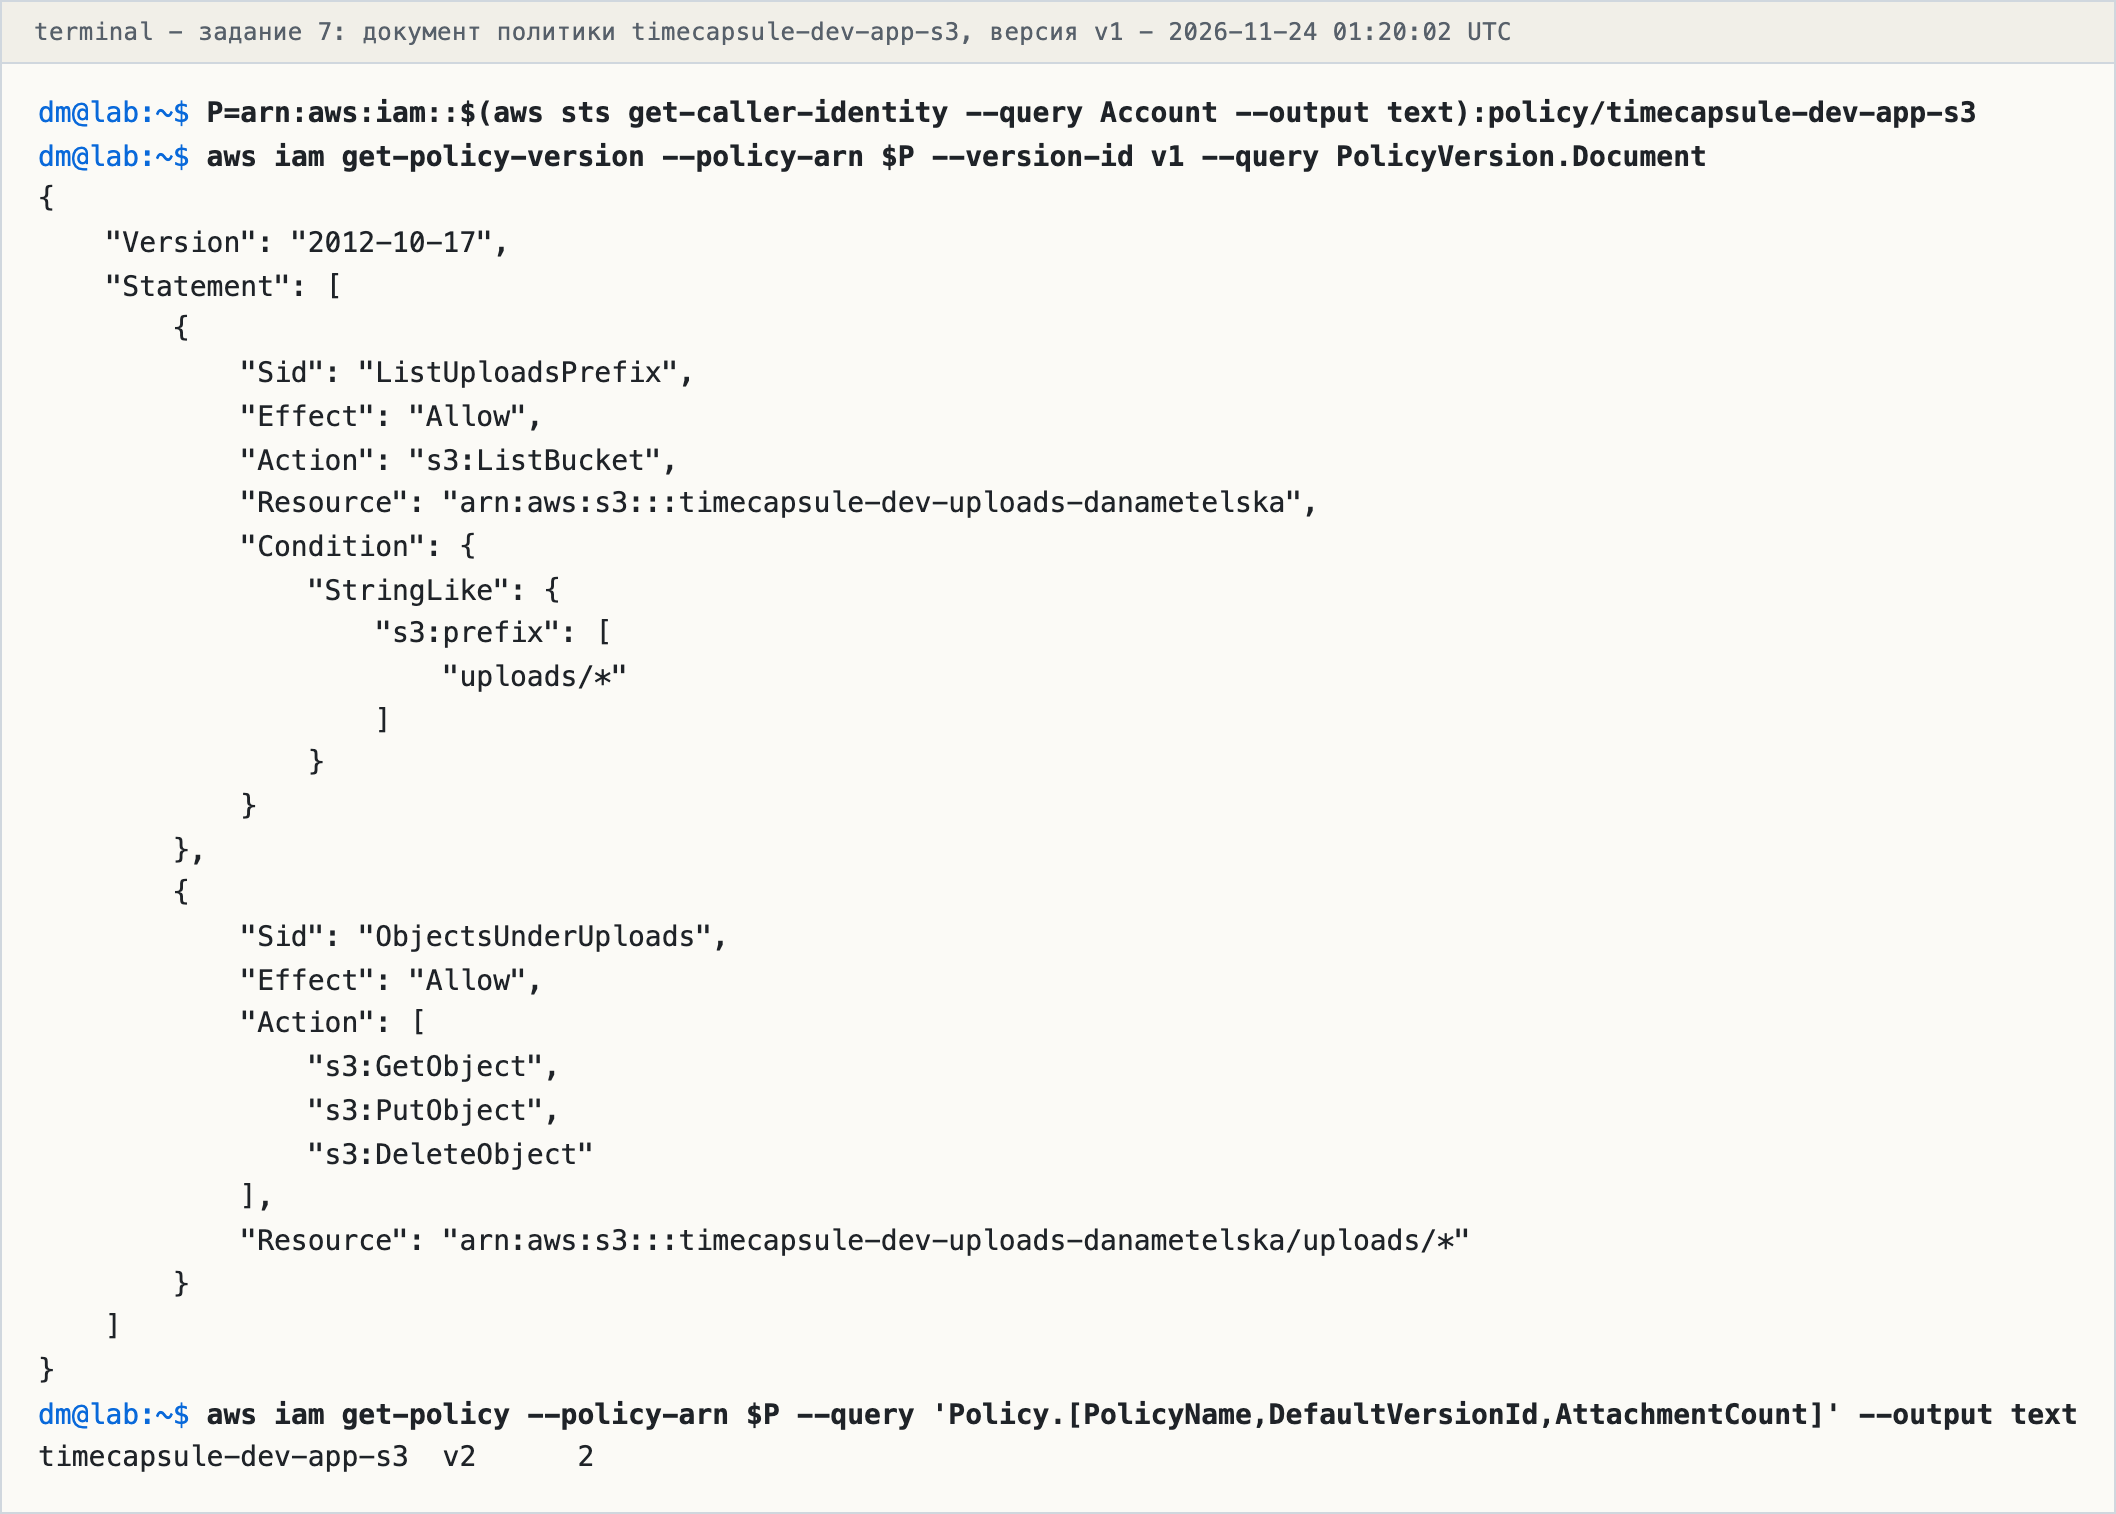 terminal — задание 7: документ политики timecapsule-dev-app-s3, версия v1 — 2026-11-24 01:20:02 UTC
dm@lab:~$ P=arn:aws:iam::$(aws sts get-caller-identity --query Account --output text):policy/timecapsule-dev-app-s3
dm@lab:~$ aws iam get-policy-version --policy-arn $P --version-id v1 --query PolicyVersion.Document
{
    "Version": "2012-10-17",
    "Statement": [
        {
            "Sid": "ListUploadsPrefix",
            "Effect": "Allow",
            "Action": "s3:ListBucket",
            "Resource": "arn:aws:s3:::timecapsule-dev-uploads-danametelska",
            "Condition": {
                "StringLike": {
                    "s3:prefix": [
                        "uploads/*"
                    ]
                }
            }
        },
        {
            "Sid": "ObjectsUnderUploads",
            "Effect": "Allow",
            "Action": [
                "s3:GetObject",
                "s3:PutObject",
                "s3:DeleteObject"
            ],
            "Resource": "arn:aws:s3:::timecapsule-dev-uploads-danametelska/uploads/*"
        }
    ]
}
dm@lab:~$ aws iam get-policy --policy-arn $P --query 'Policy.[PolicyName,DefaultVersionId,AttachmentCount]' --output text
timecapsule-dev-app-s3  v2      2